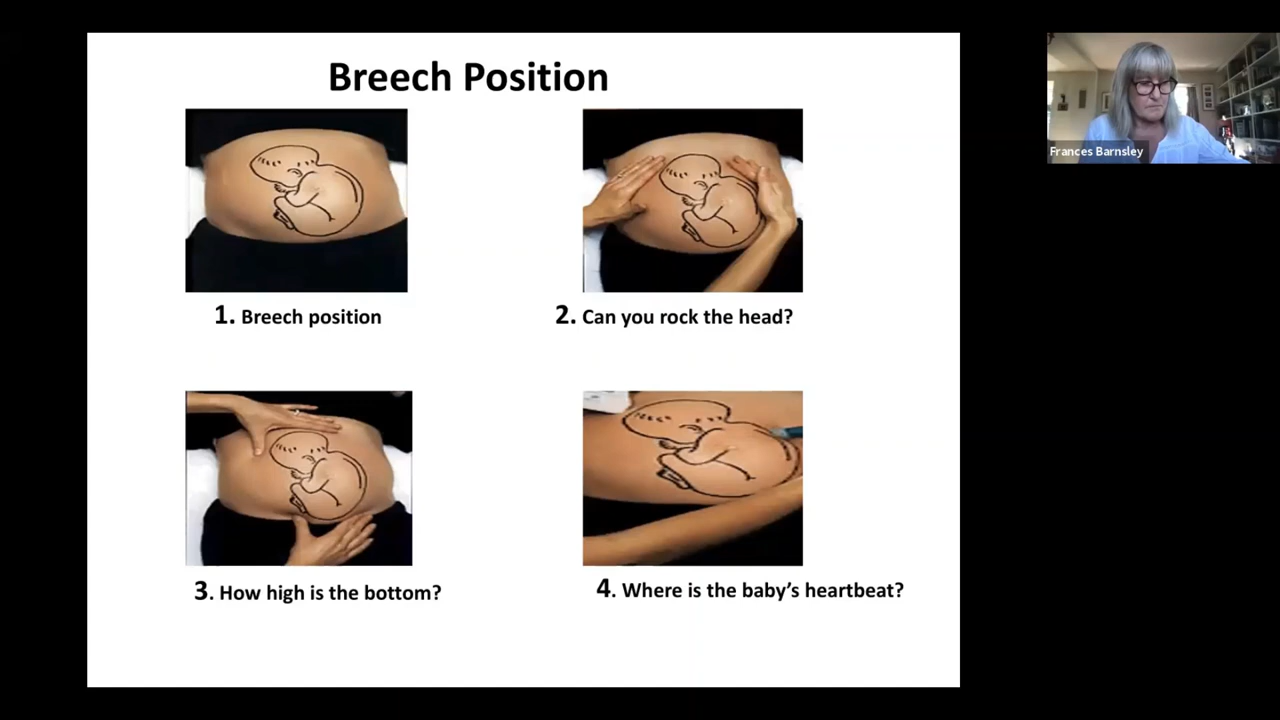 Breech Position
Frances Barnsley
1. Breech position
2. Can you rock the head?
3. How high is the bottom?
4. Where is the baby’s heartbeat?